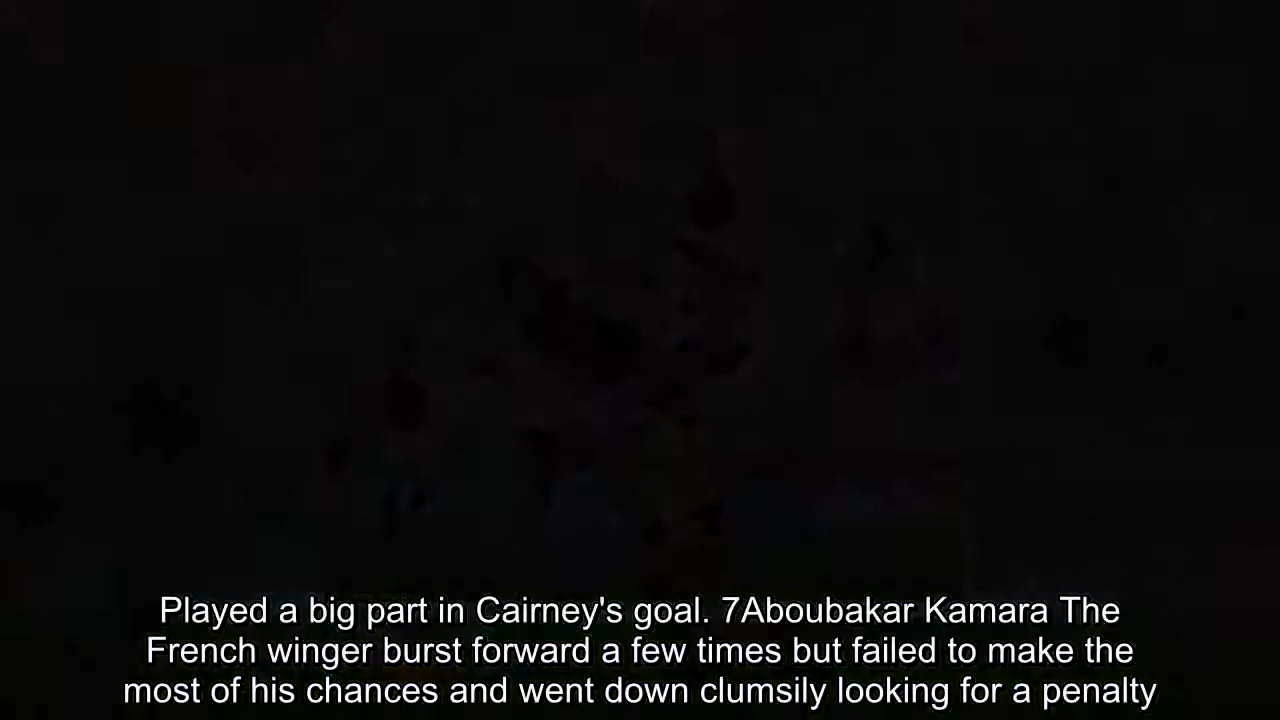 Played a big part in Cairney's goal. 7Aboubakar Kamara The
French winger burst forward a few times but failed to make the
most of his chances and went down clumsily looking for a penalty